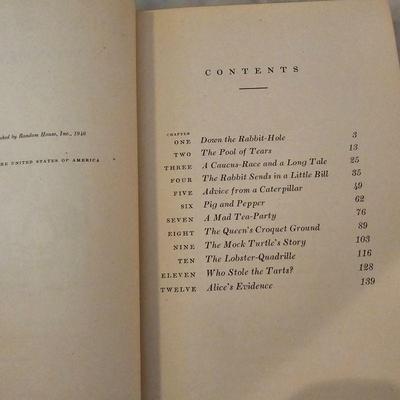 ished by Random House, Inc., 1946
HE UNITED STATES OF AMERICA
CONTENTS
CHAPTER
ONE Down the Rabbit-Hole 3
TWO The Pool of Tears 13
THREE A Caucus-Race and a Long Tale 25
FOUR The Rabbit Sends in a Little Bill 35
FIVE Advice from a Caterpillar 49
SIX Pig and Pepper 62
SEVEN A Mad Tea-Party 76
EIGHT The Queen's Croquet Ground 89
NINE The Mock Turtle's Story 103
TEN The Lobster-Quadrille 116
ELEVEN Who Stole the Tarts? 128
TWELVE Alice's Evidence 139